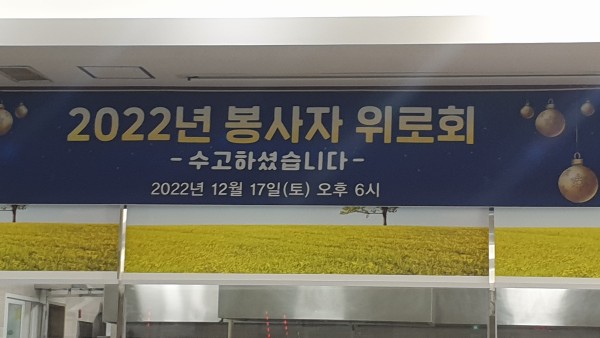 2022년 봉사자 위로회
- 수고하셨습니다 -
2022년 12월 17일(토) 오후 6시